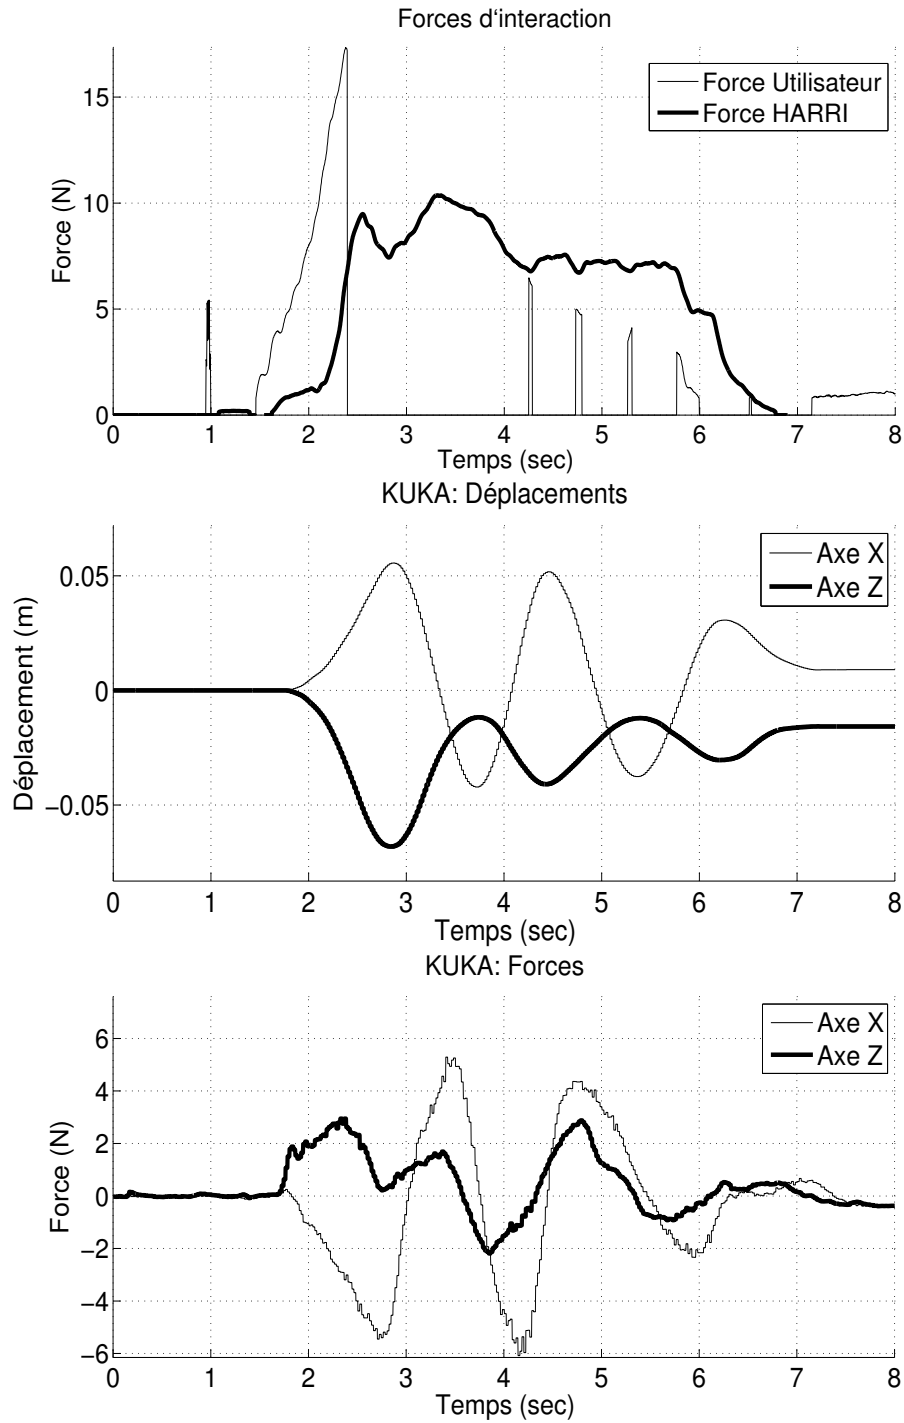 Forces d‘interaction
Force Utilisateur
Force HARRI
Force (N)
15
10
5
0
0 1 2 3 4 5 6 7 8
Temps (sec)
KUKA: Déplacements
Axe X
Axe Z
Déplacement (m)
0.05
0
−0.05
0 1 2 3 4 5 6 7 8
Temps (sec)
KUKA: Forces
Axe X
Axe Z
Force (N)
6
4
2
0
−2
−4
−6
0 1 2 3 4 5 6 7 8
Temps (sec)